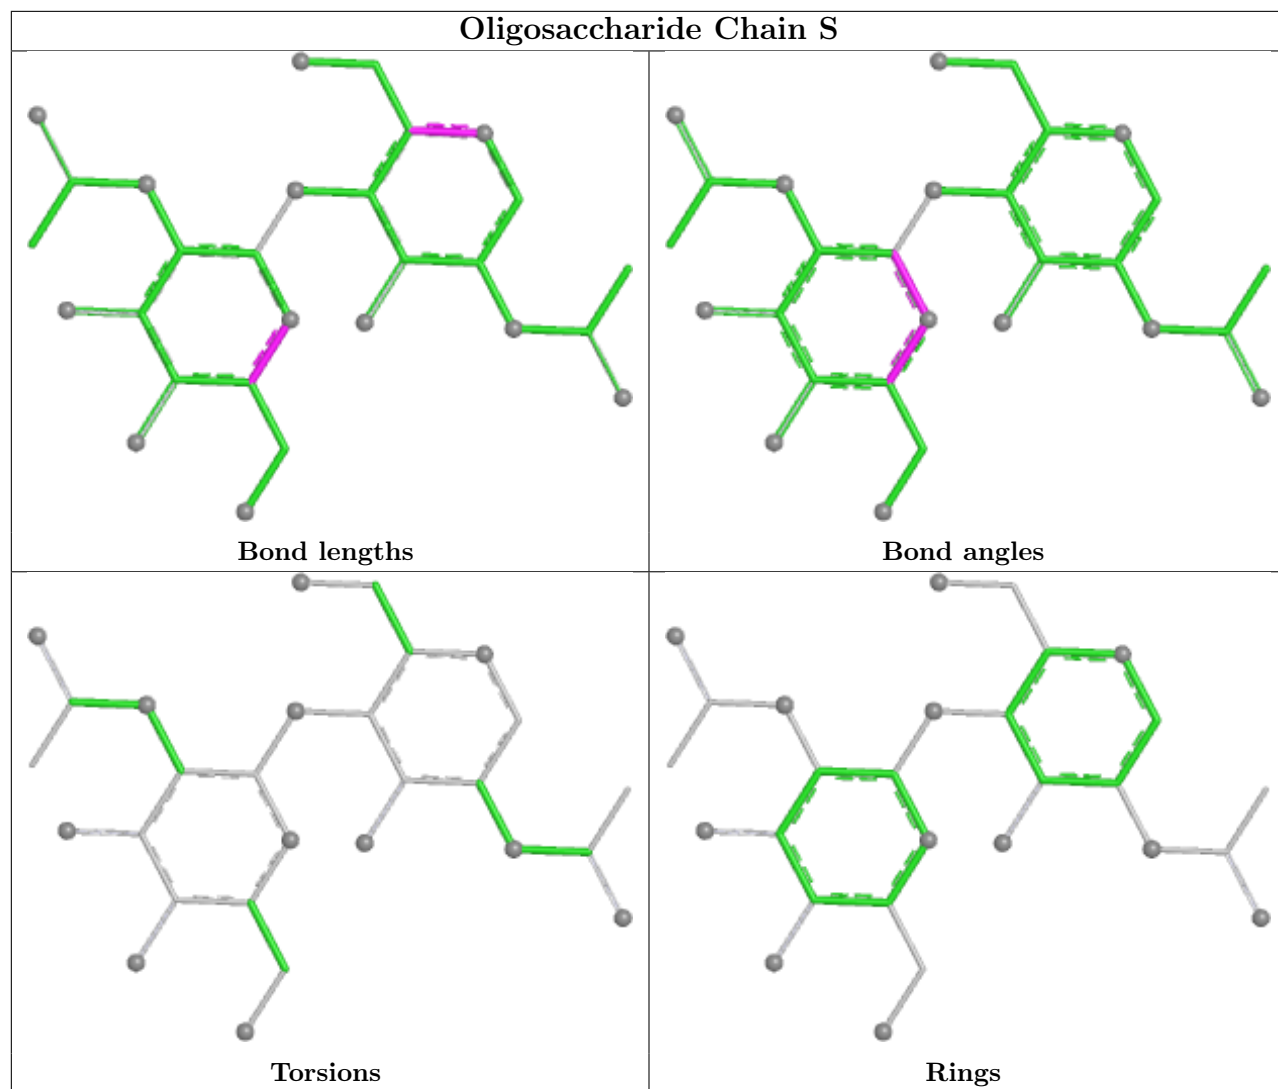 Oligosaccharide Chain S
Bond lengths
Bond angles
Torsions
Rings